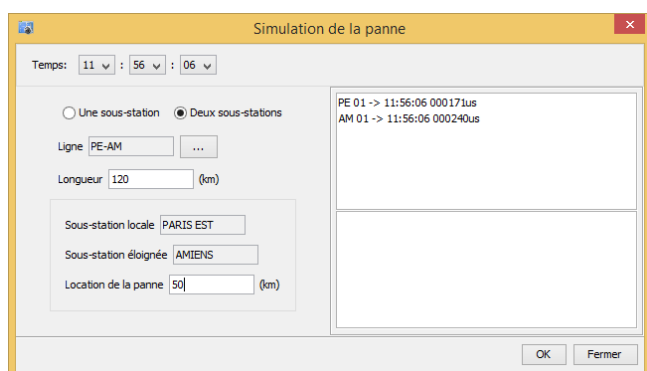 Simulation de la panne
Temps: 11 : 56 : 06
Une sous-station Deux sous-stations
Ligne PE-AM ...
Longueur 120 (km)
Sous-station locale PARIS EST
Sous-station éloignée AMIENS
Location de la panne 50 (km)
PE 01 -> 11:56:06 000171us
AM 01 -> 11:56:06 000240us
OK Fermer